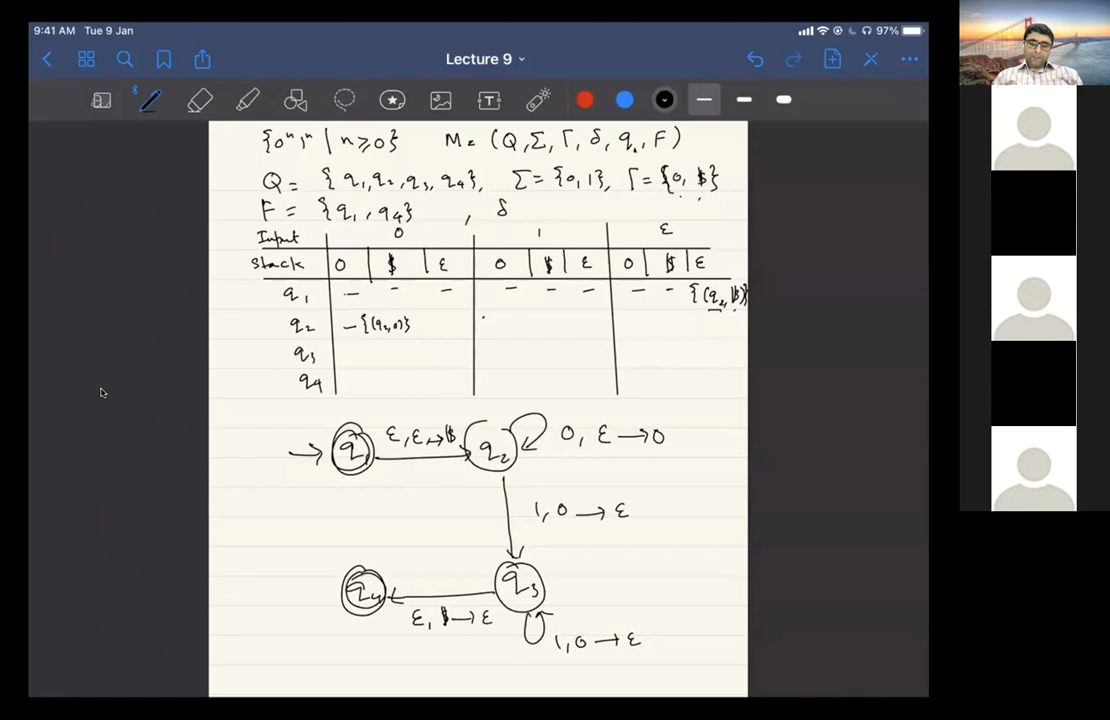 9:41 AM Tue 9 Jan 97%
Lecture 9
{0ⁿ1ⁿ | n≥0} M = (Q, Σ, Γ, δ, q₁, F)
Q = {q₁, q₂, q₃, q₄}, Σ = {0, 1}, Γ = {0, $}
F = {q₁, q₄} , δ
Input 0 1 ε
Stack 0 $ ε 0 $ ε 0 $ ε
q₁ – – – – – – – – {(q₂, $)}
q₂ – {(q₂, 0)}
q₃
q₄
q₁ ε, ε → $ q₂ 0, ε → 0
1, 0 → ε
q₄ q₃
ε, $ → ε
1, 0 → ε